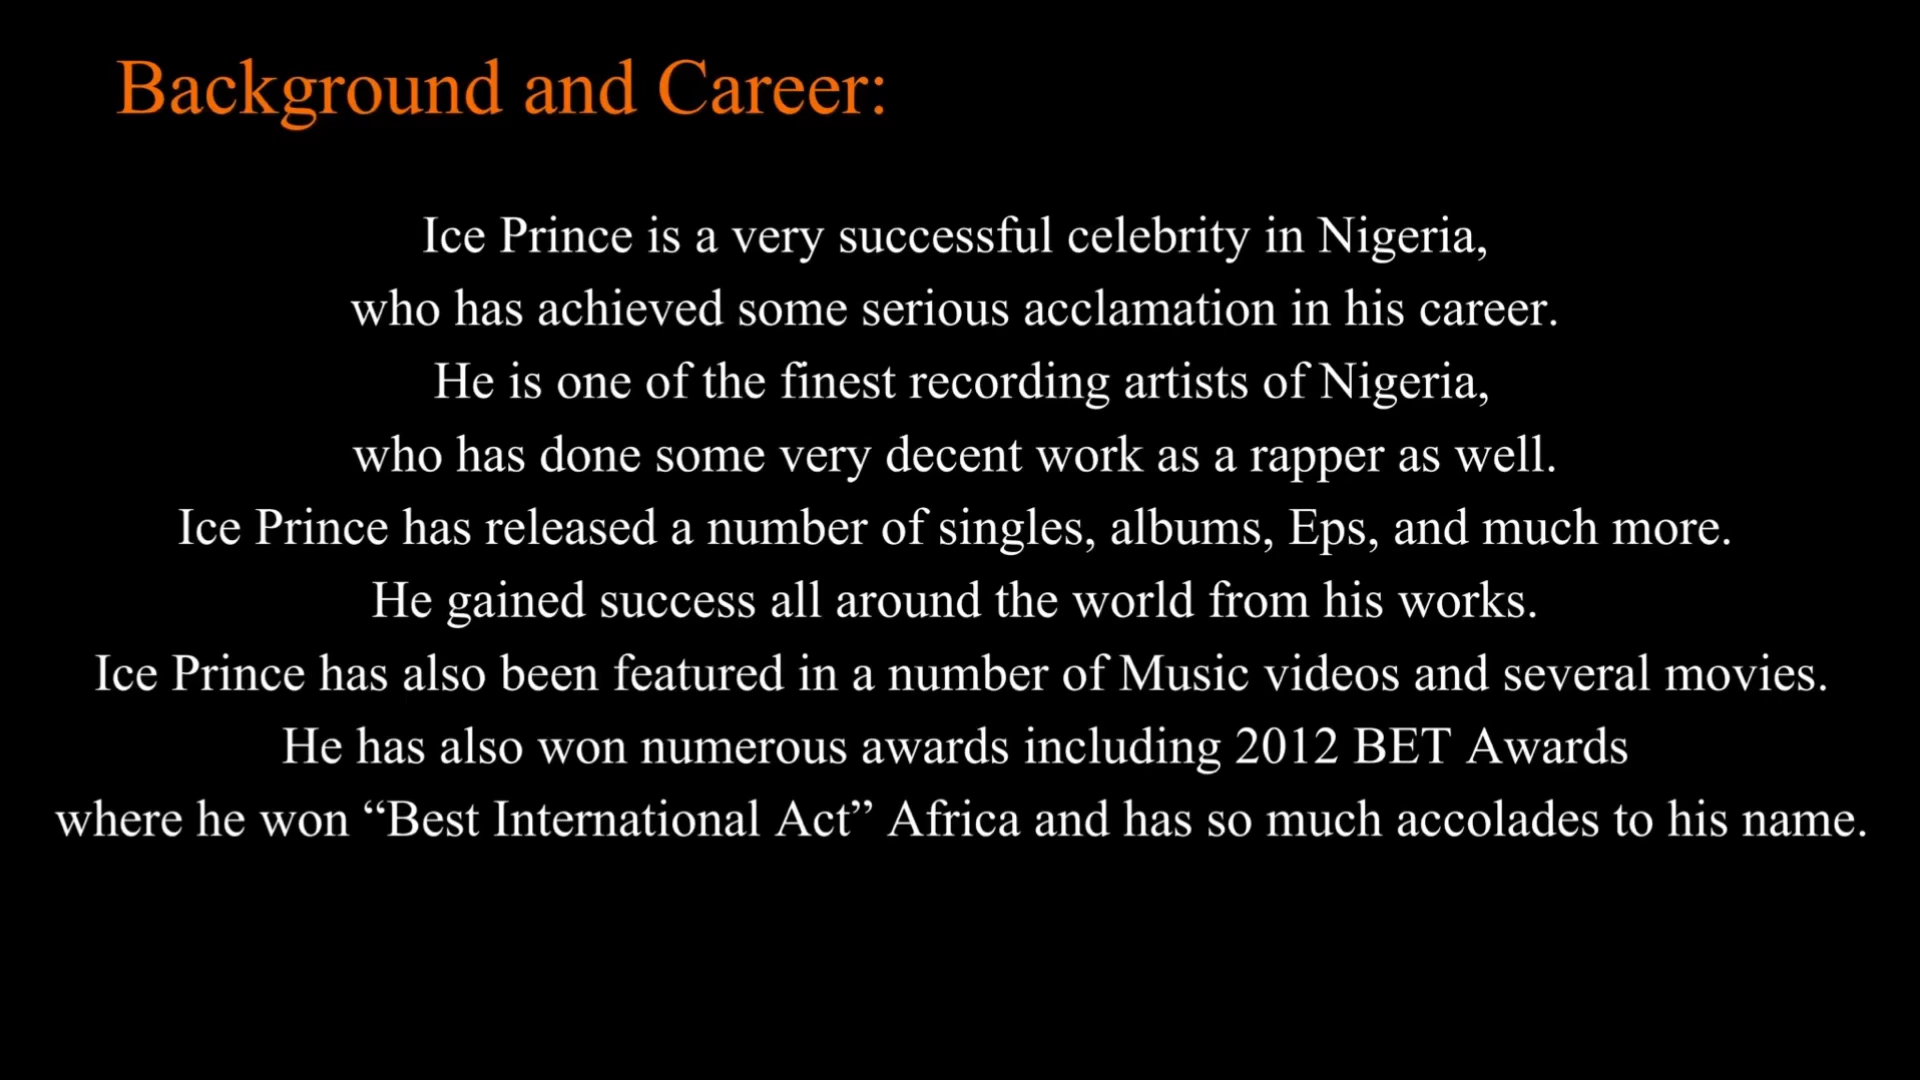 Background and Career:
Ice Prince is a very successful celebrity in Nigeria,
who has achieved some serious acclamation in his career.
He is one of the finest recording artists of Nigeria,
who has done some very decent work as a rapper as well.
Ice Prince has released a number of singles, albums, Eps, and much more.
He gained success all around the world from his works.
Ice Prince has also been featured in a number of Music videos and several movies.
He has also won numerous awards including 2012 BET Awards
where he won “Best International Act” Africa and has so much accolades to his name.